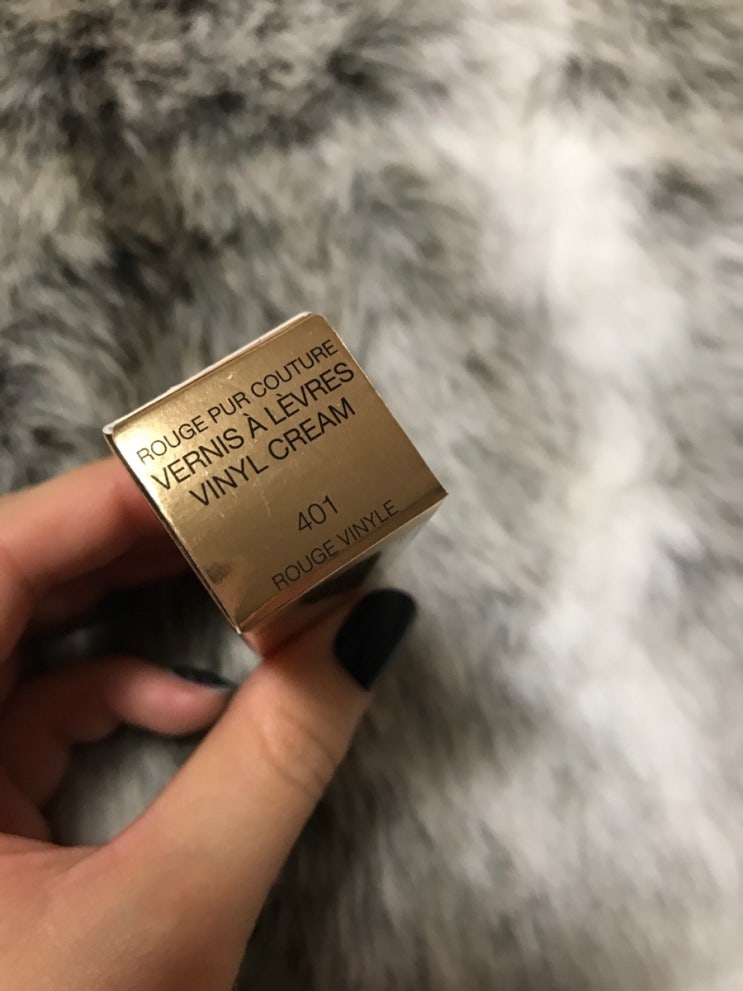 ROUGE PUR COUTURE
VERNIS À LÈVRES
VINYL CREAM
401
ROUGE VINYLE